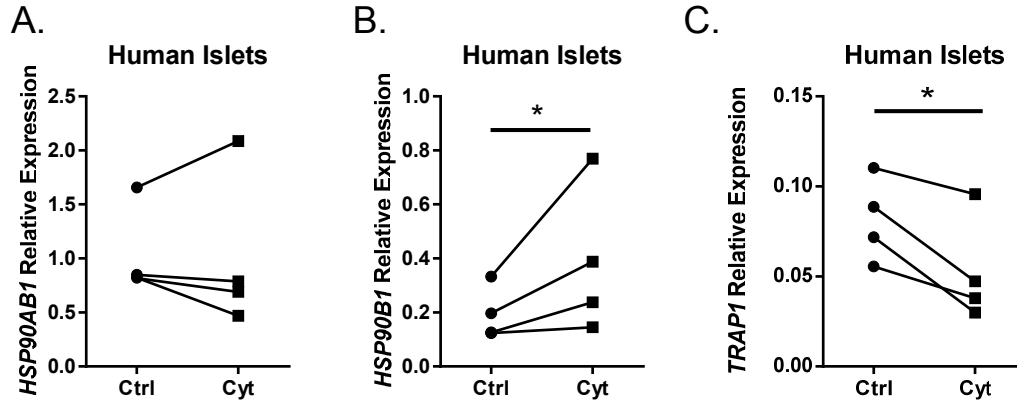 A.
Human Islets
HSP90AB1 Relative Expression
2.5
2.0
1.5
1.0
0.5
0.0
Ctrl
Cyt
B.
Human Islets
HSP90B1 Relative Expression
*
1.0
0.8
0.6
0.4
0.2
0.0
Ctrl
Cyt
C.
Human Islets
TRAP1 Relative Expression
*
0.15
0.10
0.05
0.00
Ctrl
Cyt